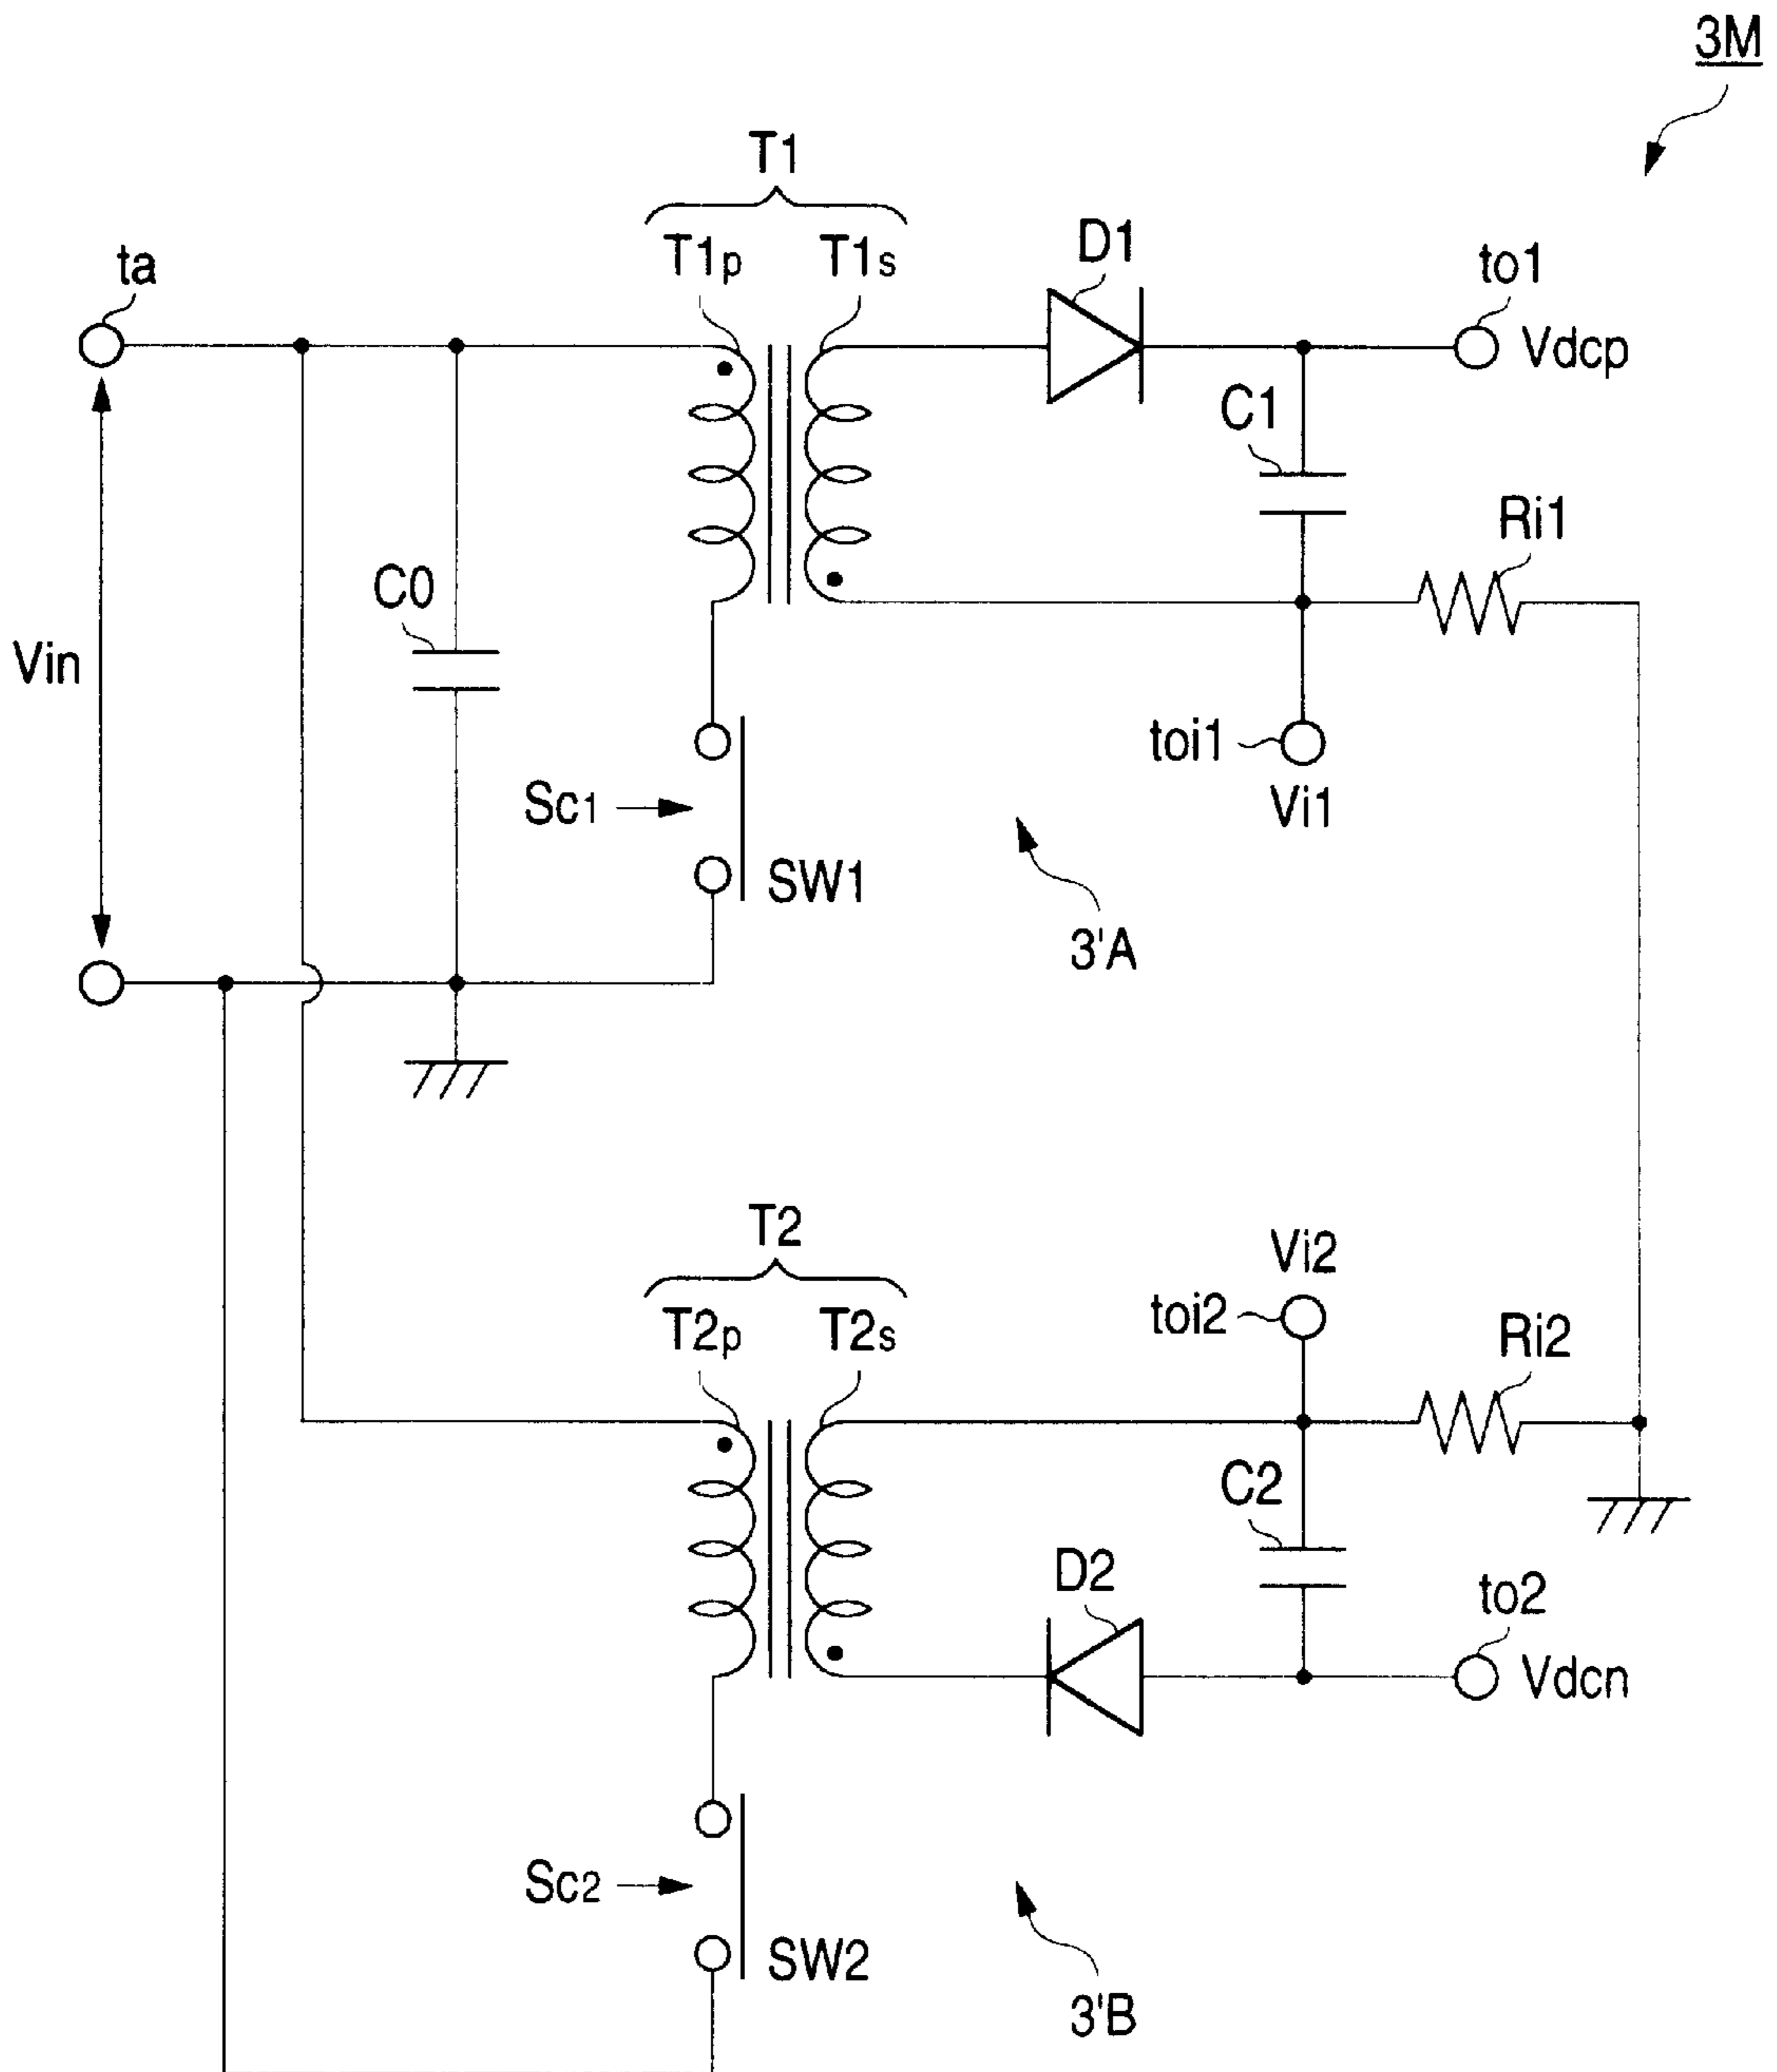 3M
T1
T1p
T1s
D1
to1
ta
Vdcp
C1
Ri1
C0
Vin
toi1
Vi1
Sc1
SW1
3'A
T2
Vi2
T2p
T2s
toi2
Ri2
C2
D2
to2
Vdcn
Sc2
SW2
3'B